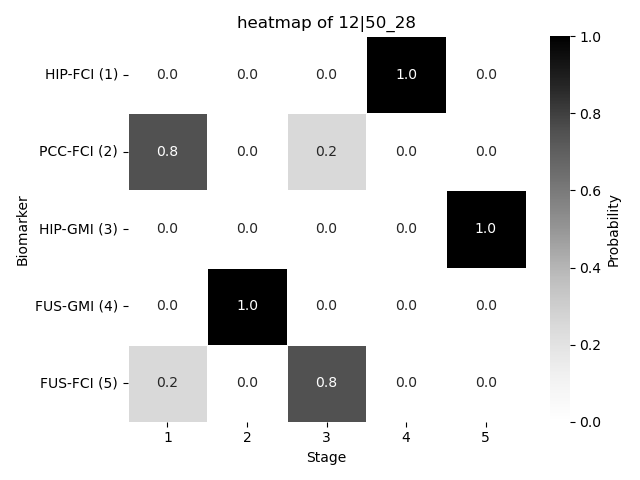 heatmap of 12|50_28
HIP-FCI (1) 0.0 0.0 0.0 1.0 0.0
PCC-FCI (2) 0.8 0.0 0.2 0.0 0.0
HIP-GMI (3) 0.0 0.0 0.0 0.0 1.0
FUS-GMI (4) 0.0 1.0 0.0 0.0 0.0
FUS-FCI (5) 0.2 0.0 0.8 0.0 0.0
1 2 3 4 5
Stage
Biomarker
1.0
0.8
0.6
0.4
0.2
0.0
Probability